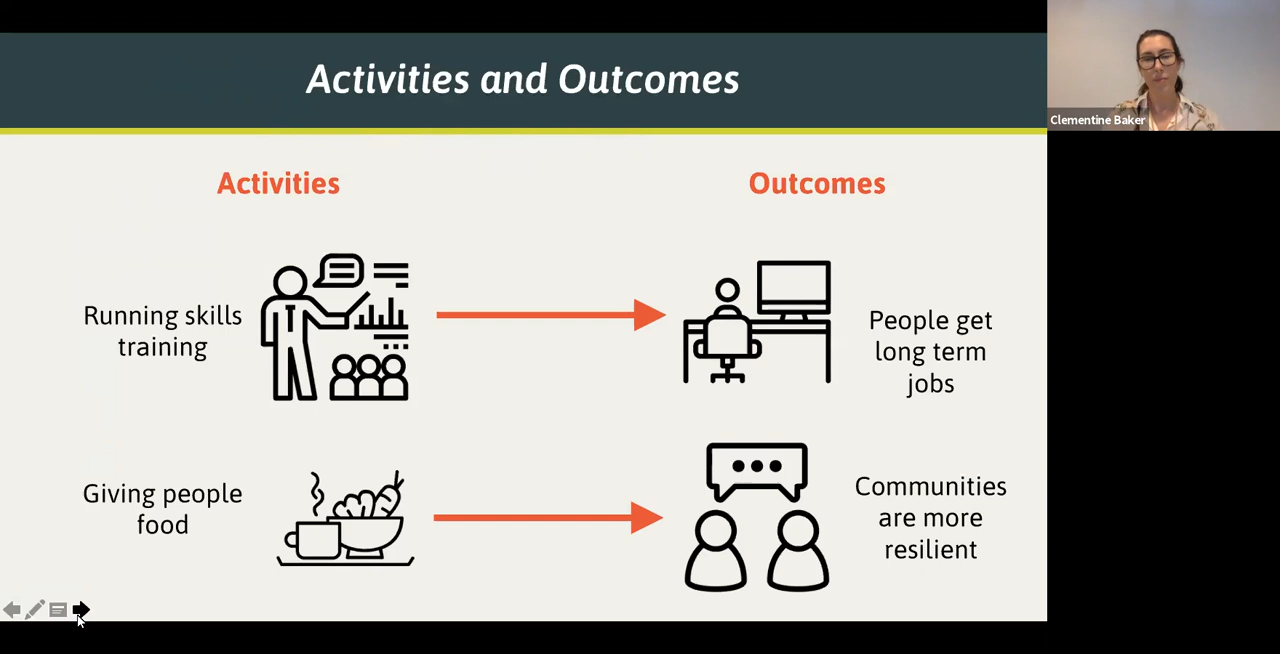 Activities and Outcomes
Clementine Baker
Activities
Outcomes
Running skills
training
People get
long term
jobs
Giving people
food
Communities
are more
resilient